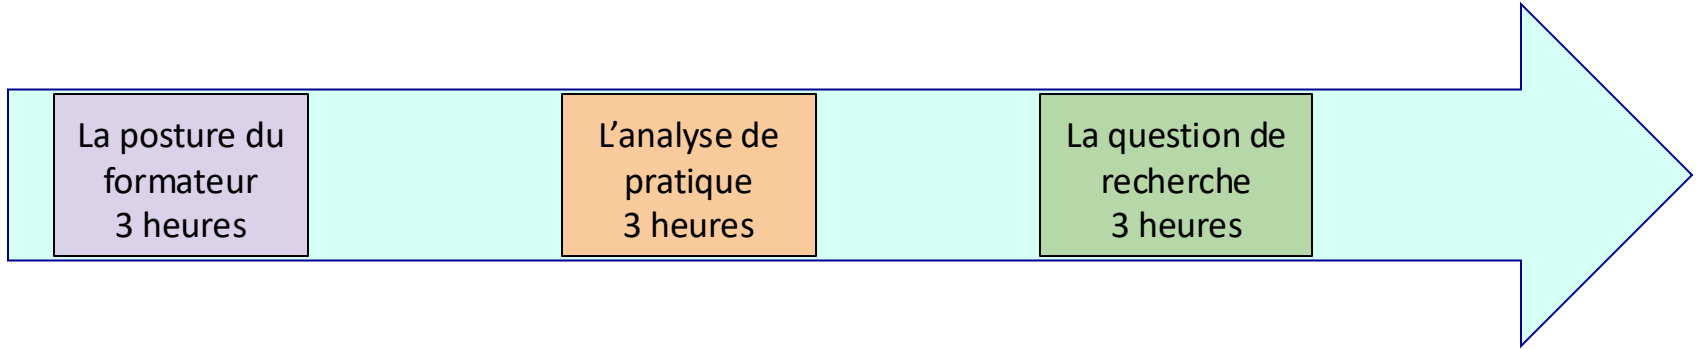 La posture du
formateur
3 heures
L’analyse de
pratique
3 heures
La question de
recherche
3 heures